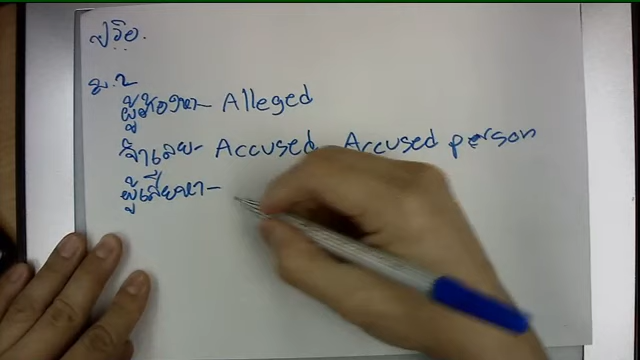 ปวิอ.
ม.2
ผู้ต้องหา- Alleged
จำเลย- Accused, Accused person
ผู้เสียหาย-